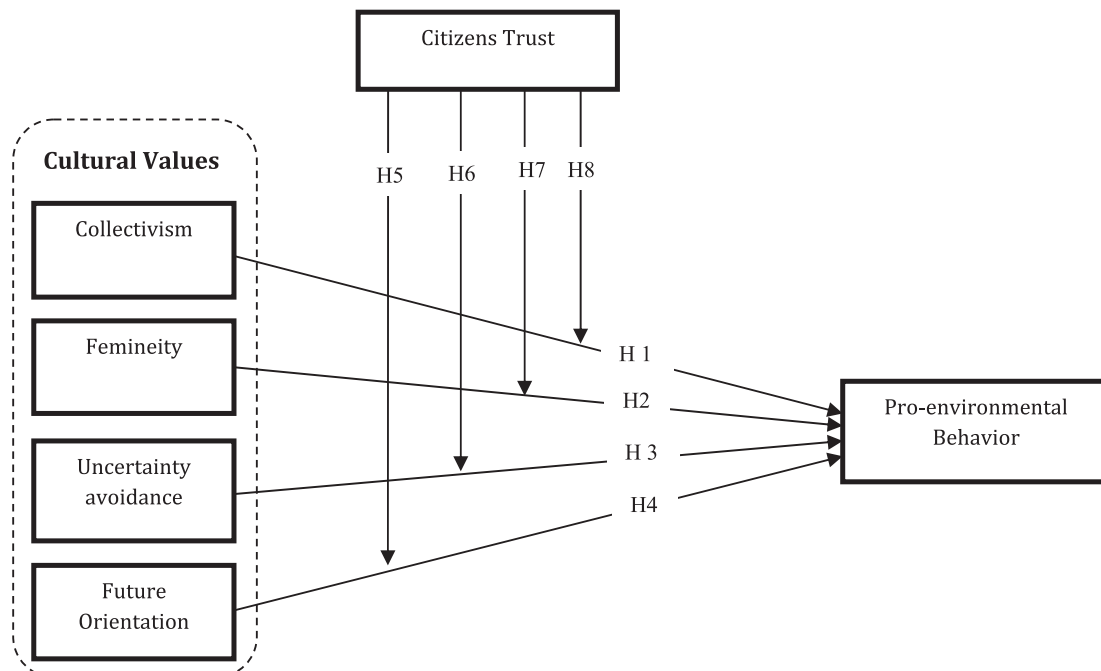 Citizens Trust
Cultural Values
H5
H6
H7
H8
Collectivism
Femineity
Uncertainty
avoidance
Future
Orientation
H 1
H2
H 3
H4
Pro-environmental
Behavior